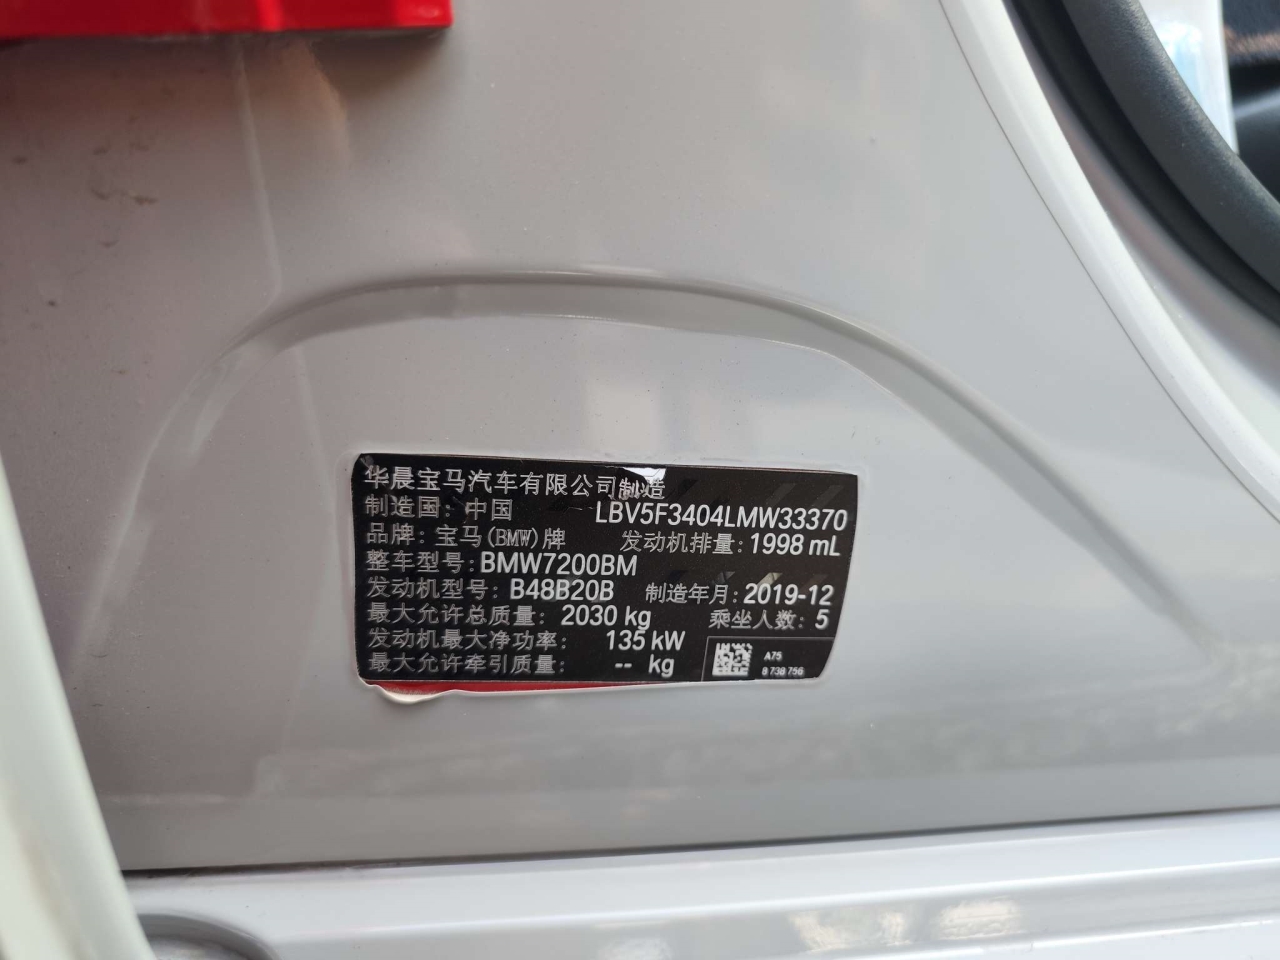 华晨宝马汽车有限公司制造
制造国: 中国 LBV5F3404LMW33370
品牌: 宝马(BMW)牌 发动机排量: 1998 mL
整车型号: BMW7200BM
发动机型号: B48B20B 制造年月: 2019-12
最大允许总质量: 2030 kg 乘坐人数: 5
发动机最大净功率: 135 kW
最大允许牵引质量: -- kg
A75
8 738 756